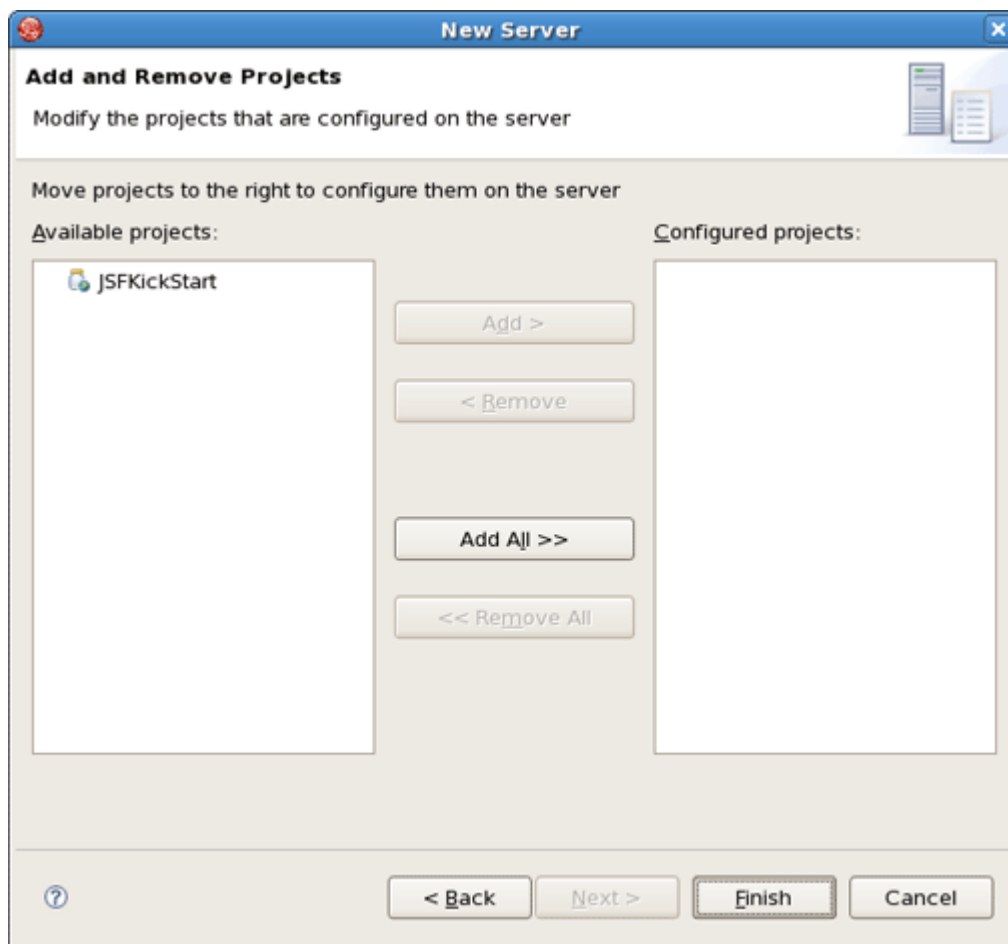 New Server
Add and Remove Projects
Modify the projects that are configured on the server
Move projects to the right to configure them on the server
Available projects:
Configured projects:
JSFKickStart
Add >
< Remove
Add All >>
<< Remove All
?
< Back
Next >
Finish
Cancel